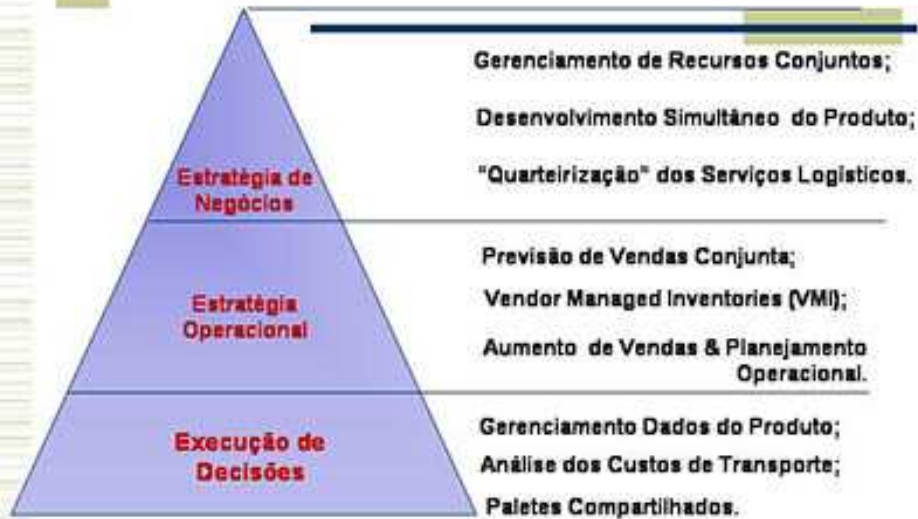 Gerenciamento de Recursos Conjuntos;
Desenvolvimento Simultâneo do Produto;
"Quarteirização" dos Serviços Logísticos.
Estratégia de
Negócios
Previsão de Vendas Conjunta;
Vendor Managed Inventories (VMI);
Aumento de Vendas & Planejamento
Operacional.
Estratégia
Operacional
Gerenciamento Dados do Produto;
Análise dos Custos de Transporte;
Paletes Compartilhados.
Execução de
Decisões